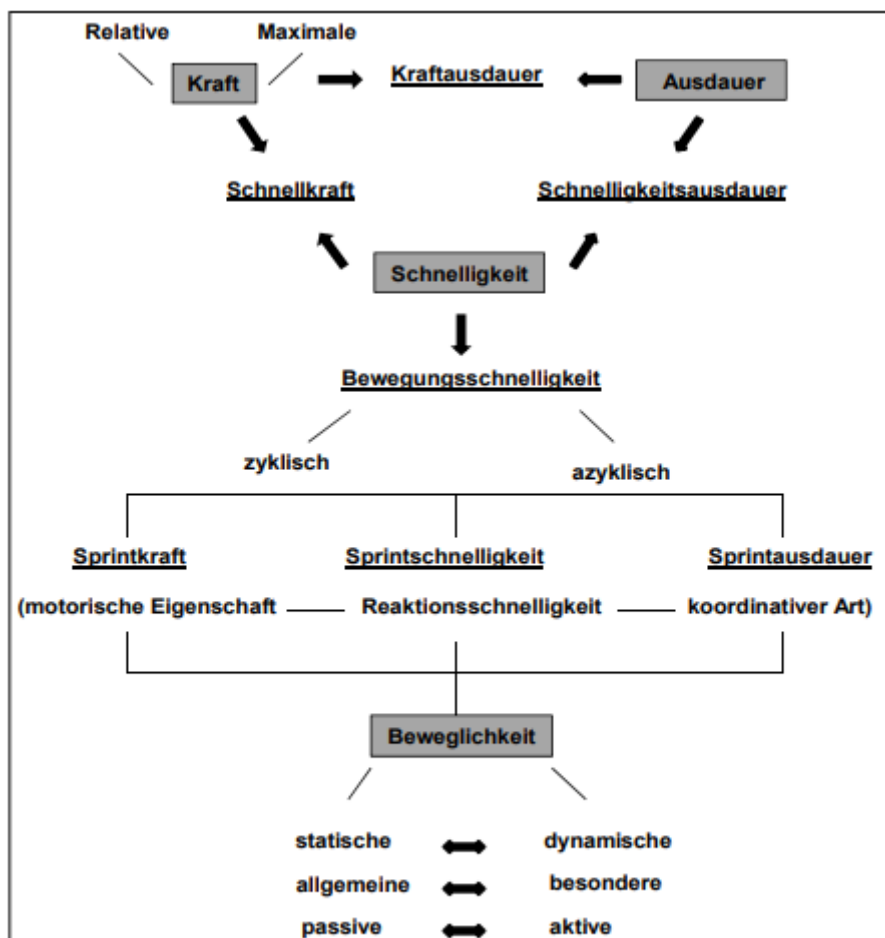 Relative Maximale
Kraft Kraftausdauer Ausdauer
Schnellkraft Schnelligkeitsausdauer
Schnelligkeit
Bewegungsschnelligkeit
zyklisch azyklisch
Sprintkraft Sprintschnelligkeit Sprintausdauer
(motorische Eigenschaft Reaktionsschnelligkeit koordinativer Art)
Beweglichkeit
statische dynamische
allgemeine besondere
passive aktive